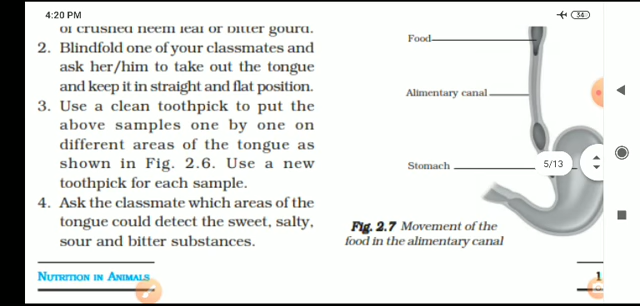 4:20 PM
34
of crushed neem leaf or bitter gourd.
2. Blindfold one of your classmates and
ask her/him to take out the tongue
and keep it in straight and flat position.
3. Use a clean toothpick to put the
above samples one by one on
different areas of the tongue as
shown in Fig. 2.6. Use a new
toothpick for each sample.
4. Ask the classmate which areas of the
tongue could detect the sweet, salty,
sour and bitter substances.
Food
Alimentary canal
Stomach
5/13
Fig. 2.7 Movement of the
food in the alimentary canal
NUTRITION IN ANIMALS
1